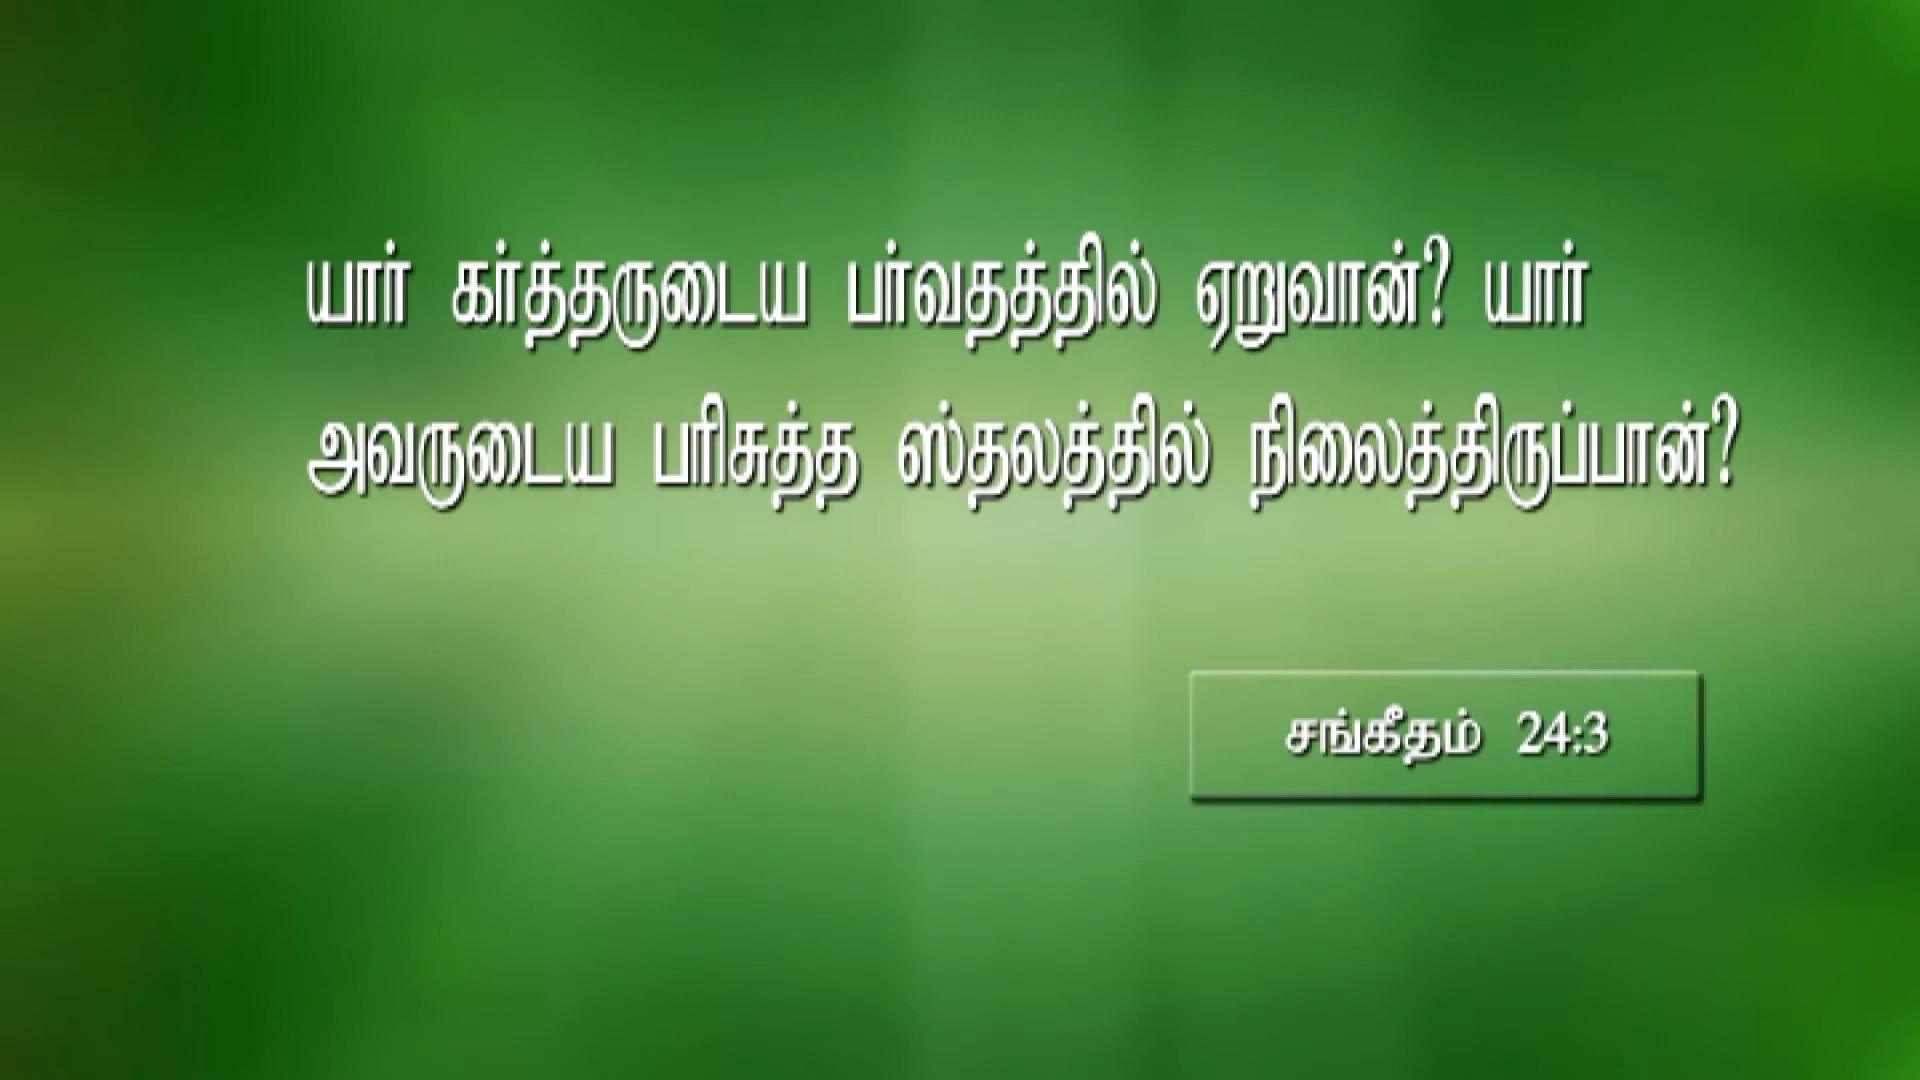 யார் கர்த்தருடைய பர்வதத்தில் ஏறுவான்? யார்
அவருடைய பரிசுத்த ஸ்தலத்தில் நிலைத்திருப்பான்?
சங்கீதம் 24:3